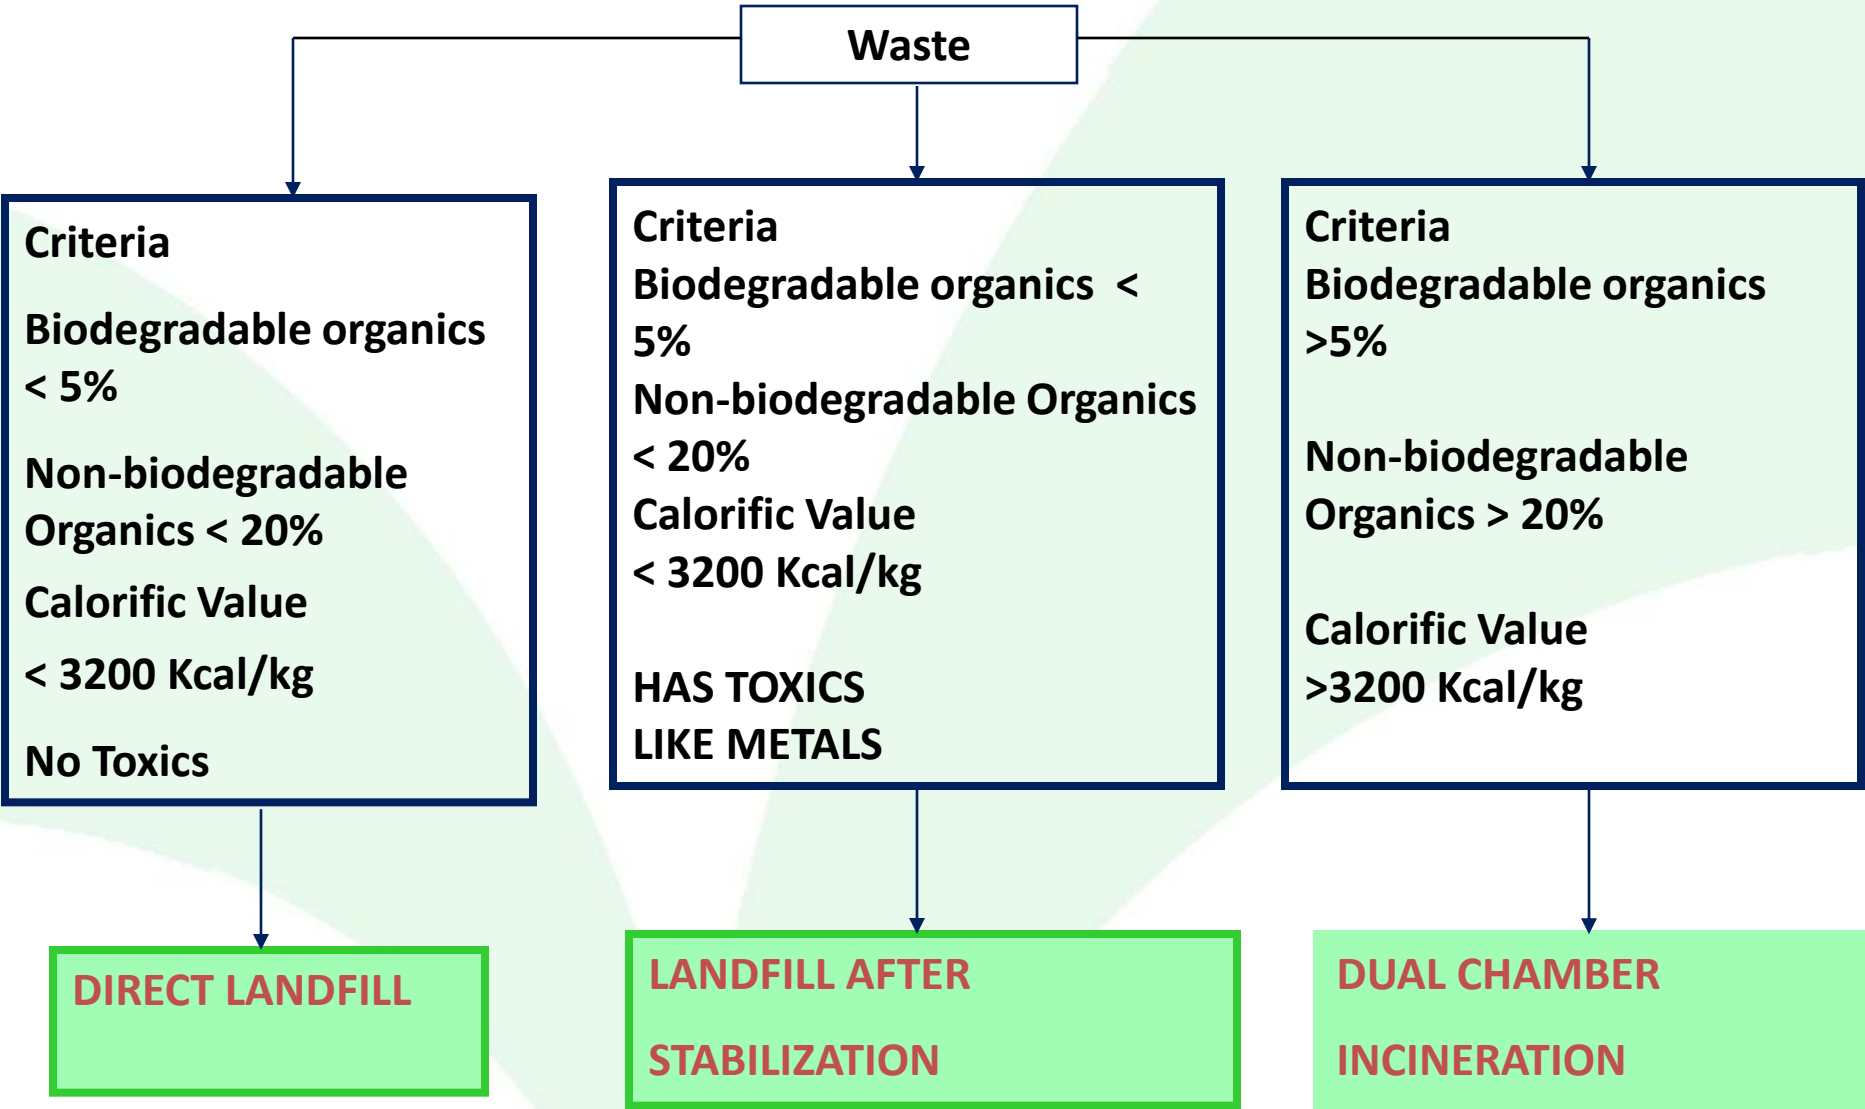 Waste
Criteria
Biodegradable organics
< 5%
Non-biodegradable
Organics < 20%
Calorific Value
< 3200 Kcal/kg
No Toxics
Criteria
Biodegradable organics  <
5%
Non-biodegradable Organics
< 20%
Calorific Value
< 3200 Kcal/kg
HAS TOXICS
LIKE METALS
Criteria
Biodegradable organics
>5%
Non-biodegradable
Organics > 20%
Calorific Value
>3200 Kcal/kg
DIRECT LANDFILL
LANDFILL AFTER
STABILIZATION
DUAL CHAMBER
INCINERATION